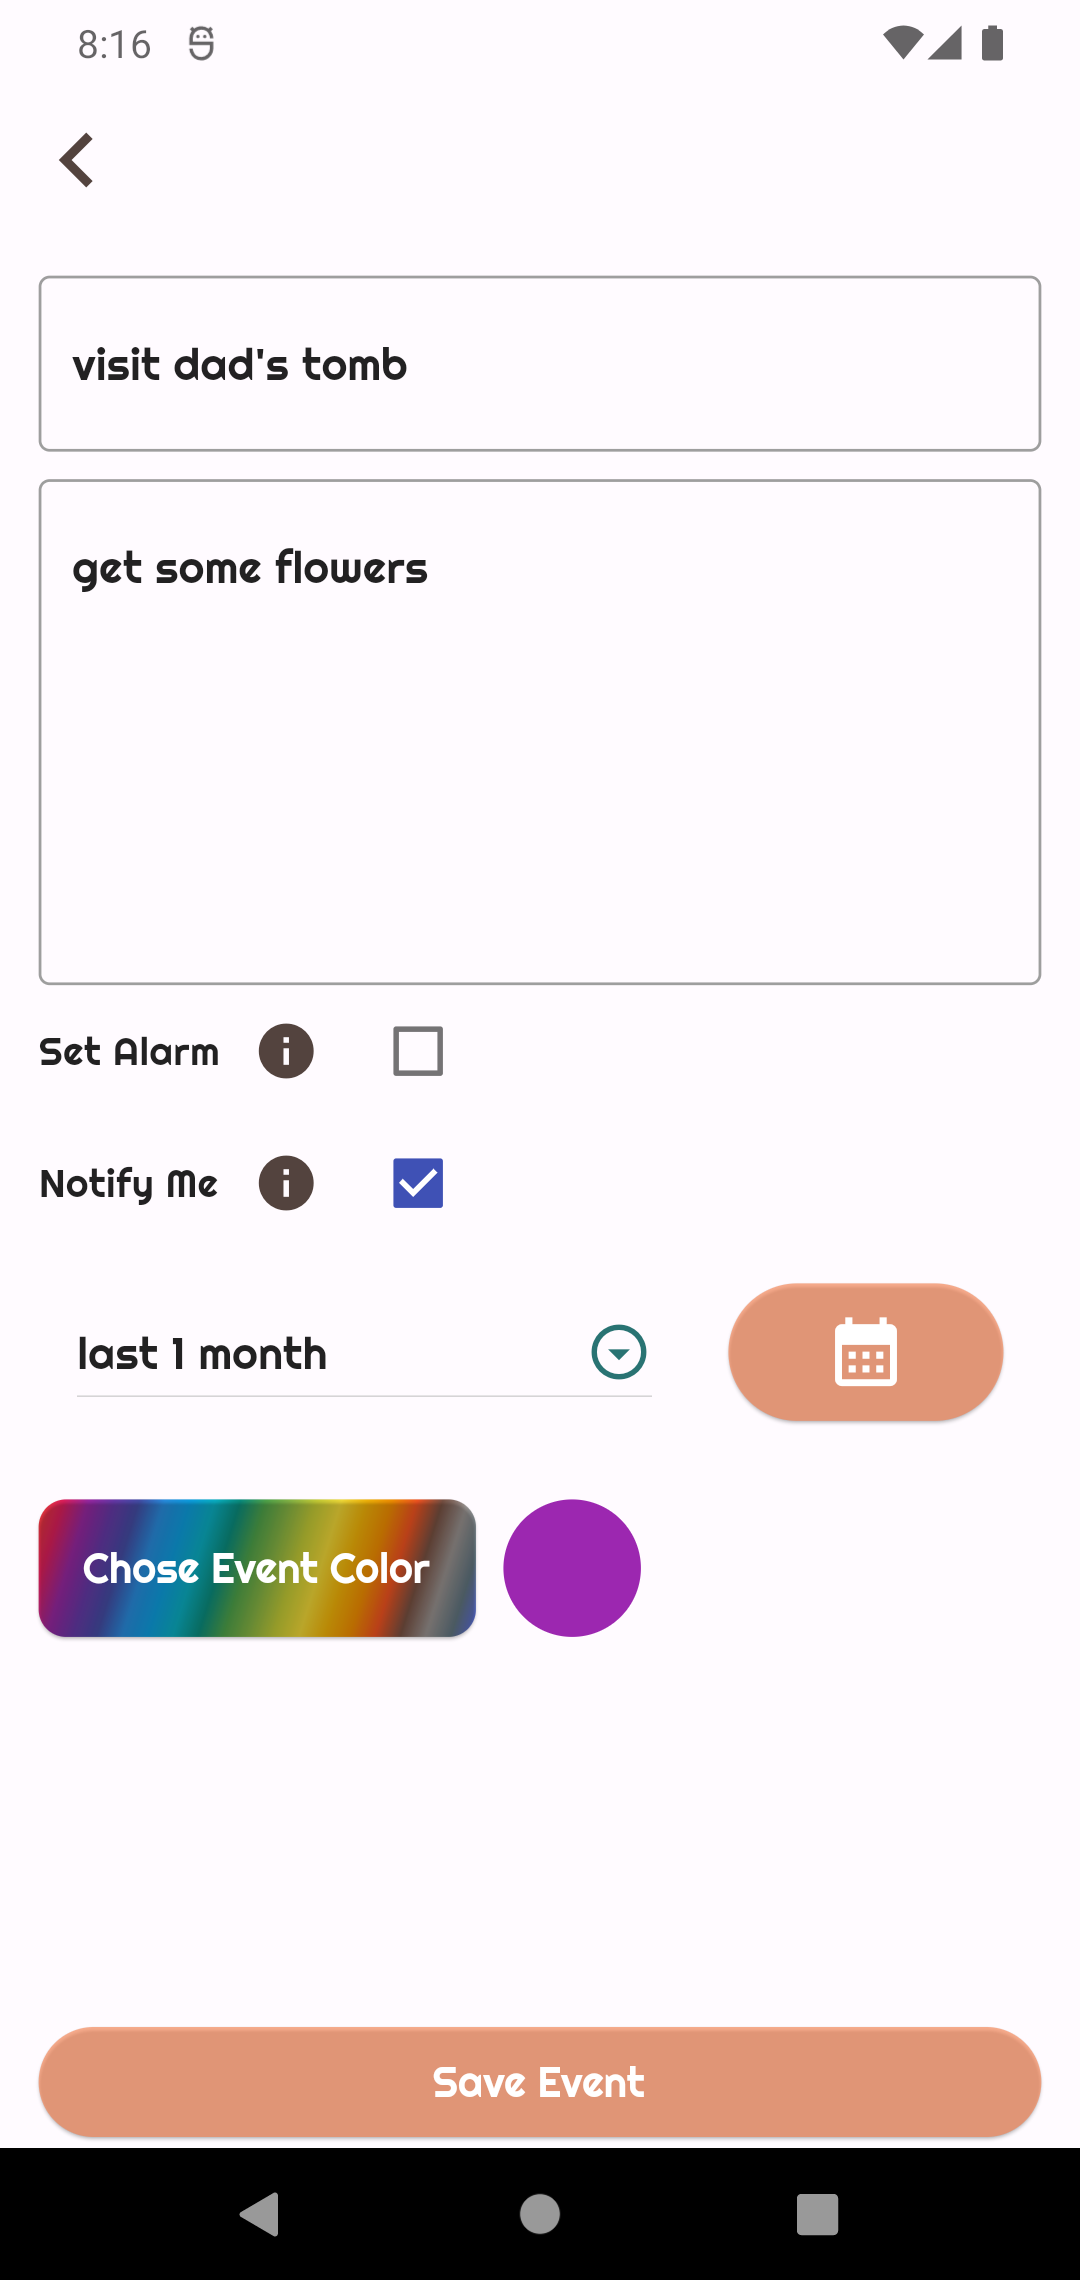 8:16
visit dad's tomb
get some flowers
Set Alarm
Notify Me
last 1 month
Chose Event Color
Save Event